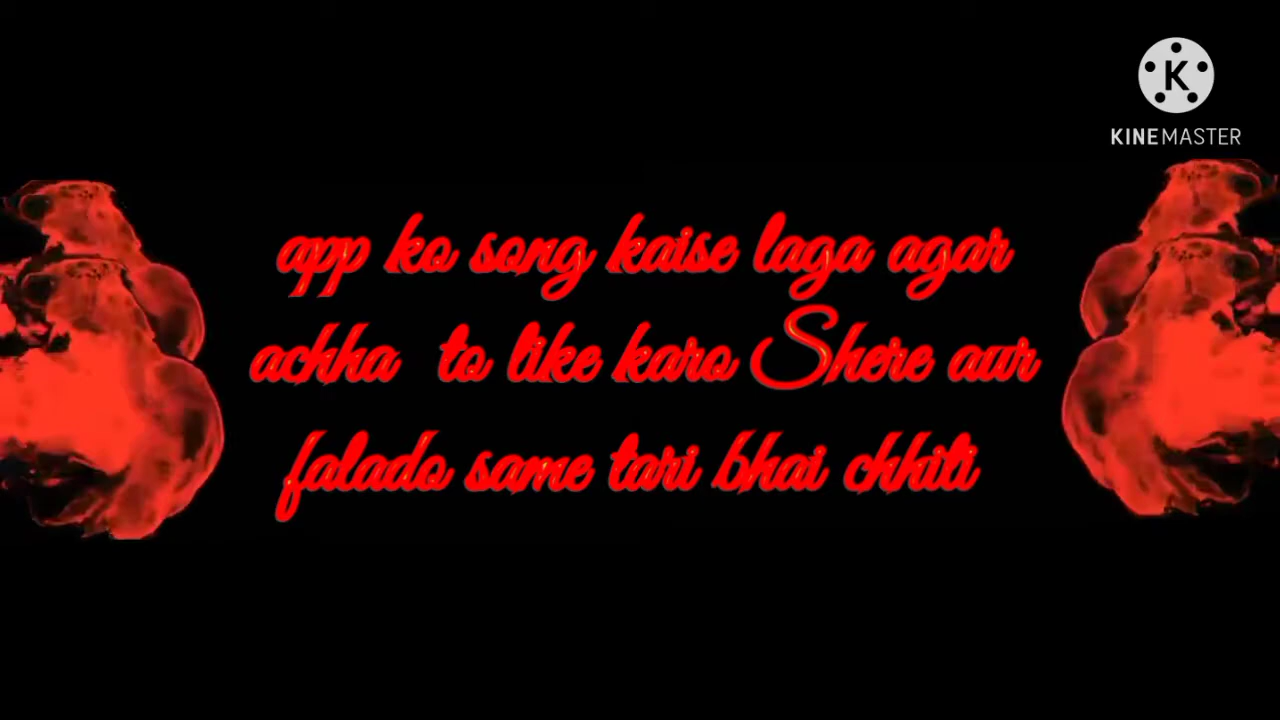 K
KINEMASTER
app ko song kaise laga agar
achha to like karo Shere aur
falado same tari bhai chhiti